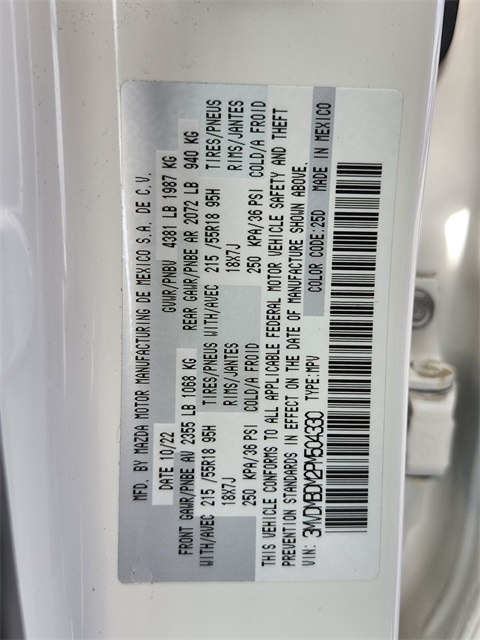 MFD. BY MAZDA MOTOR MANUFACTURING DE MEXICO S.A. DE C.V.
DATE 10/22 GVWR/PNBV 4381 LB 1987 KG
FRONT GAWR/PNBE AV 2355 LB 1068 KG REAR GAWR/PNBE AR 2072 LB 940 KG
WITH/AVEC 215 /55R18 95H TIRES/PNEUS WITH/AVEC 215 /55R18 95H TIRES/PNEUS
18X7J RIMS/JANTES 18X7J RIMS/JANTES
250 KPA/36 PSI COLD/A FROID 250 KPA/36 PSI COLD/A FROID
THIS VEHICLE CONFORMS TO ALL APPLICABLE FEDERAL MOTOR VEHICLE SAFETY AND THEFT
PREVENTION STANDARDS IN EFFECT ON THE DATE OF MANUFACTURE SHOWN ABOVE.
VIN: 3MVDMBDM2PM504330 TYPE:MPV COLOR CODE:25D MADE IN MEXICO